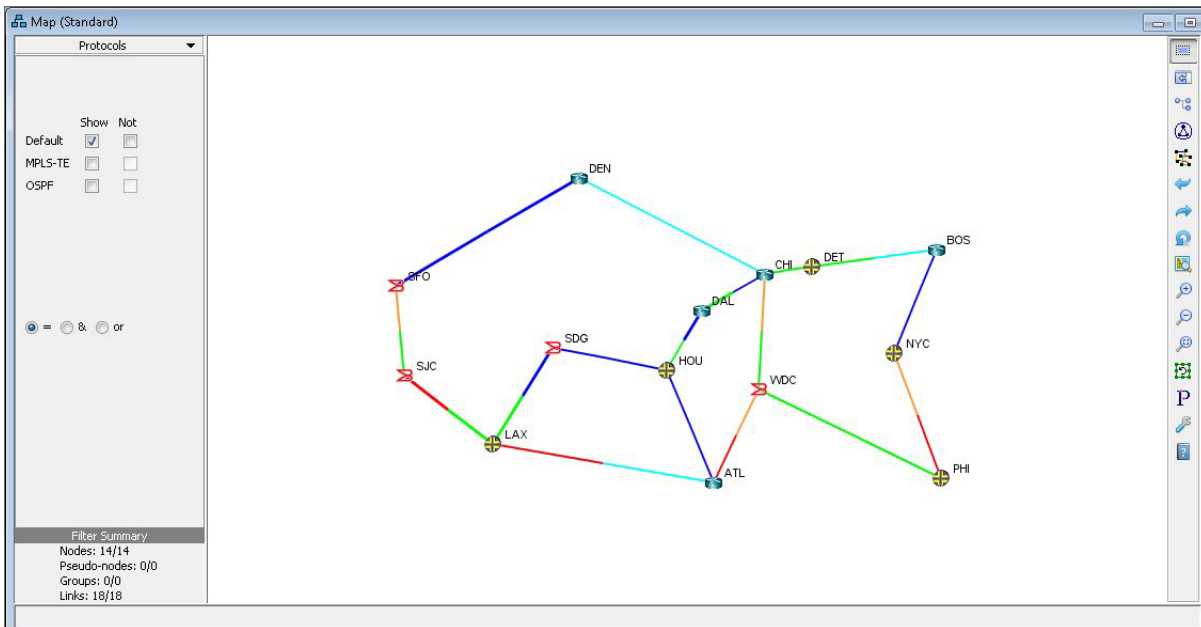 Map (Standard)
Protocols
Show Not
Default
MPLS-TE
OSPF
= & or
Filter Summary
Nodes: 14/14
Pseudo-nodes: 0/0
Groups: 0/0
Links: 18/18
DEN
BOS
CHI
DET
SFO
DAL
SDG
NYC
HOU
SJC
WDC
LAX
ATL
PHI
P
?